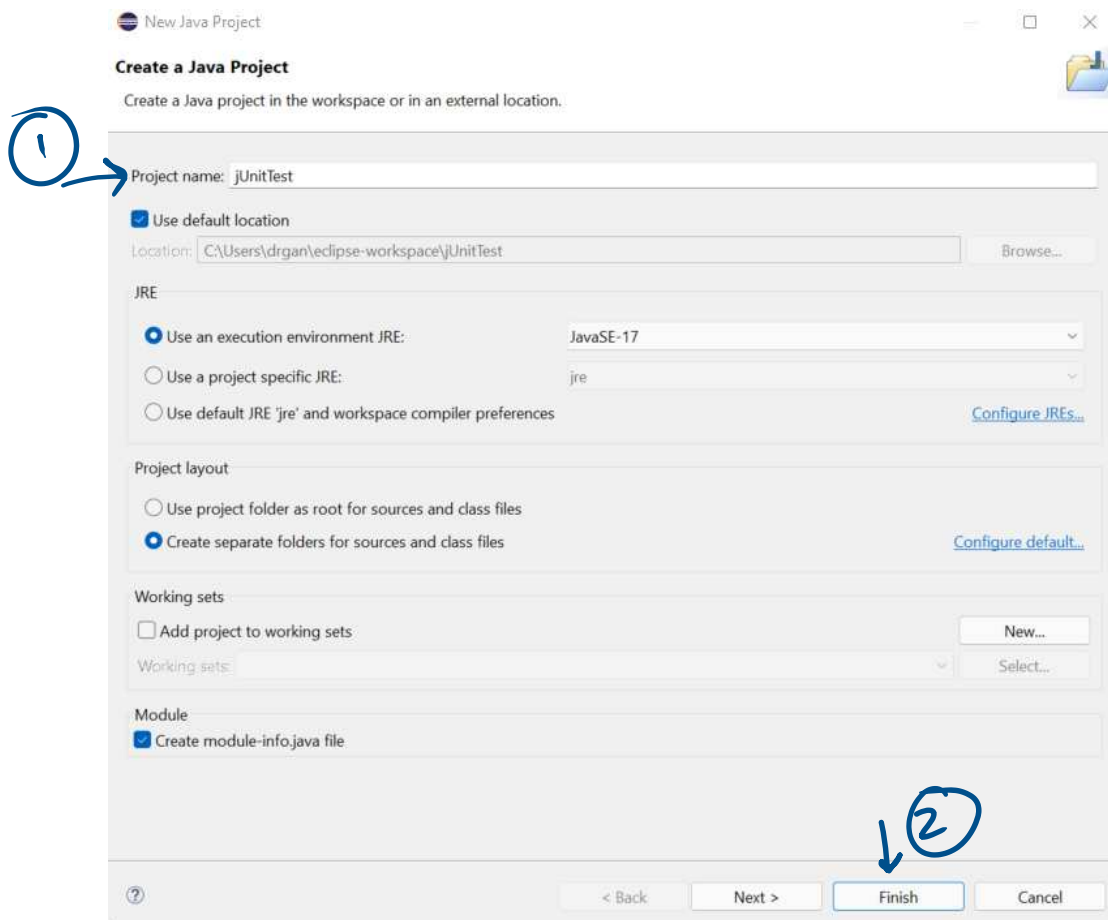 New Java Project
Create a Java Project
Create a Java project in the workspace or in an external location.
1
Project name: jUnitTest
Use default location
Location: C:\Users\drgan\eclipse-workspace\jUnitTest Browse...
JRE
Use an execution environment JRE: JavaSE-17
Use a project specific JRE: jre
Use default JRE 'jre' and workspace compiler preferences Configure JREs...
Project layout
Use project folder as root for sources and class files
Create separate folders for sources and class files Configure default...
Working sets
Add project to working sets New...
Working sets: Select...
Module
Create module-info.java file
2
? < Back Next > Finish Cancel